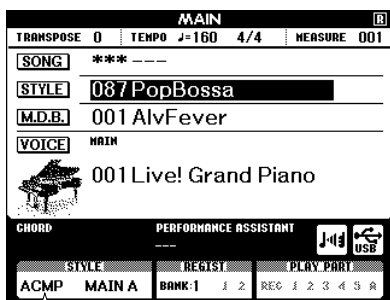 MAIN R
TRANSPOSE 0 TEMPO ♩=160 4/4 MEASURE 001
SONG *** ---
STYLE 087 PopBossa
M.D.B. 001 AlvFever
VOICE MAIN
001 Live! Grand Piano
CHORD PERFORMANCE ASSISTANT
---
USB
STYLE REGIST PLAY PART
ACMP MAIN A BANK:1 1 2 REC 1 2 3 4 5 A